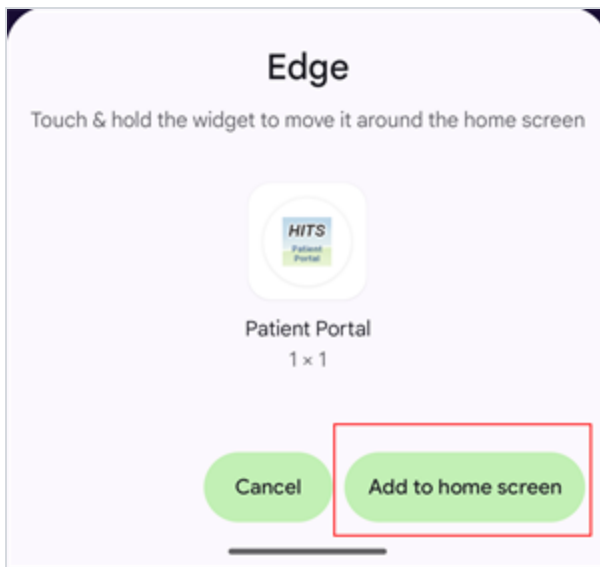 Edge
Touch & hold the widget to move it around the home screen
HITS
Patient
Portal
Patient Portal
1 × 1
Cancel
Add to home screen